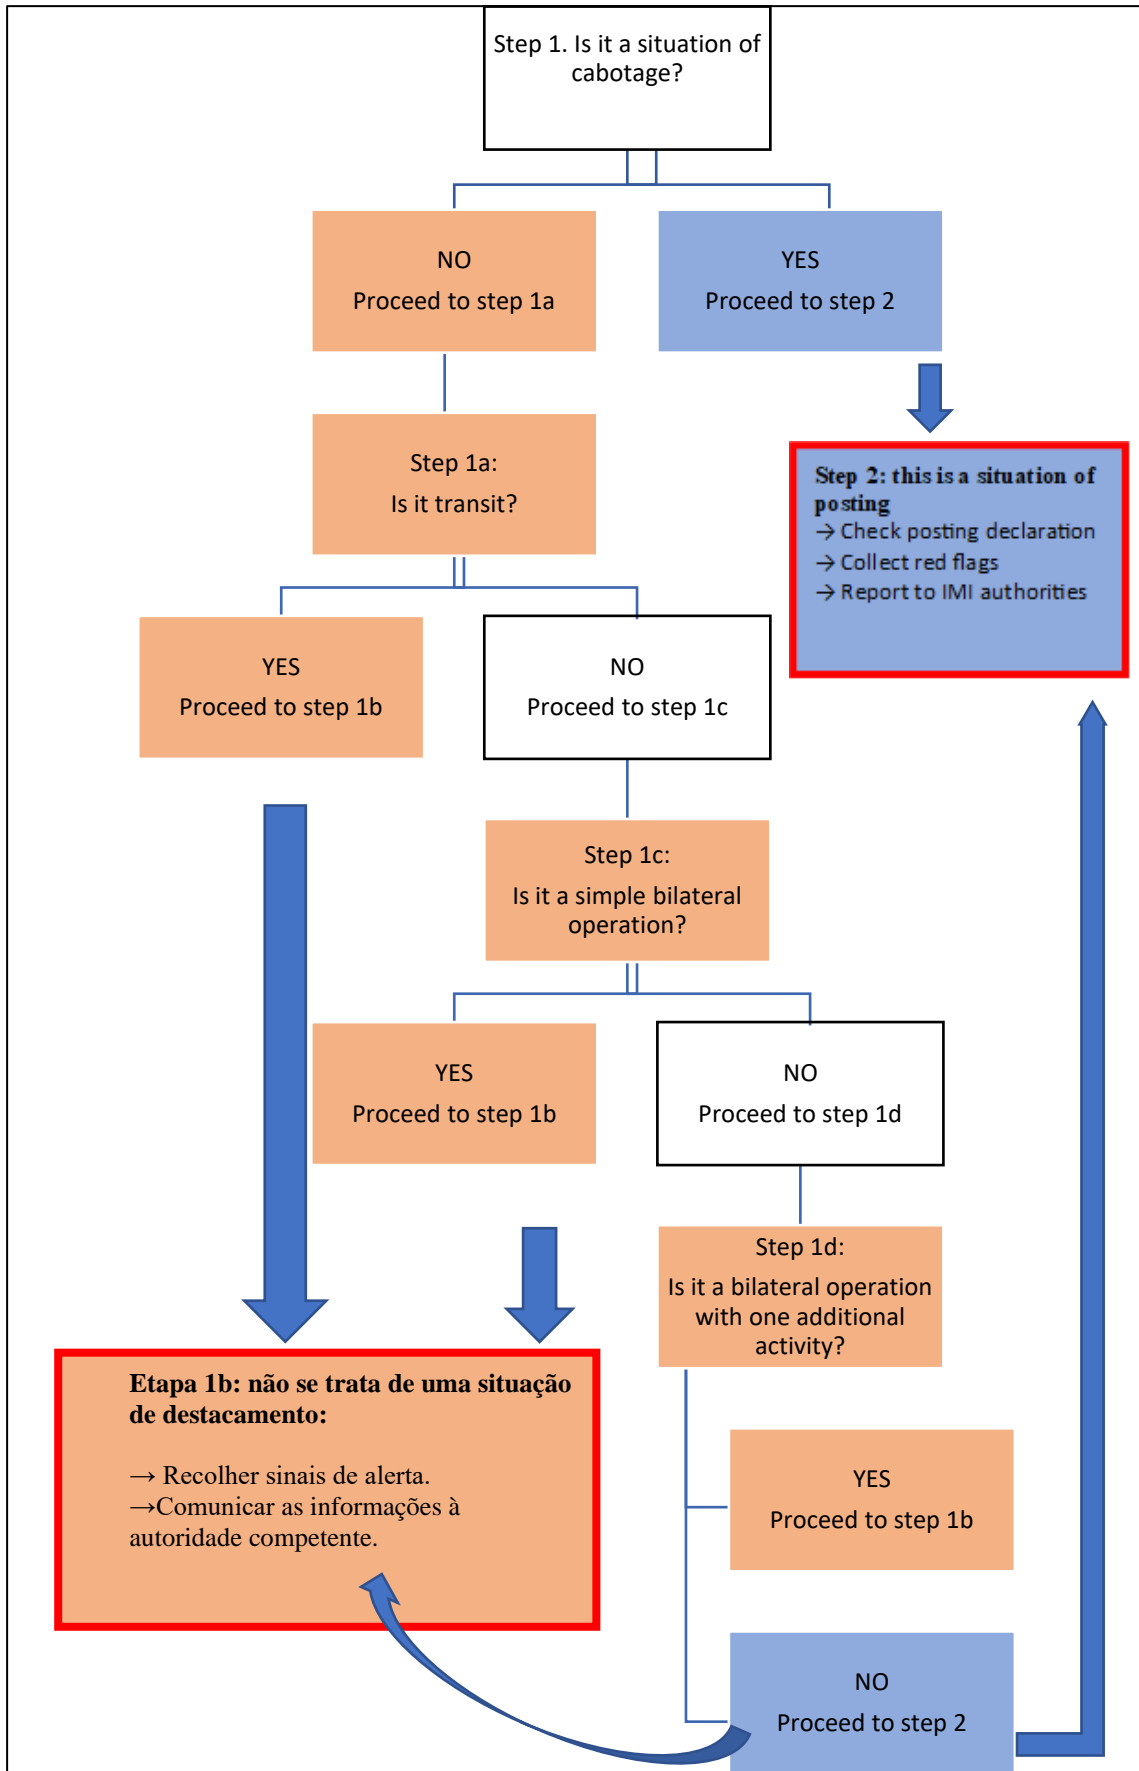 Step 1. Is it a situation of
cabotage?
NO
Proceed to step 1a
YES
Proceed to step 2
Step 1a:
Is it transit?
Step 2: this is a situation of
posting
→ Check posting declaration
→ Collect red flags
→ Report to IMI authorities
YES
Proceed to step 1b
NO
Proceed to step 1c
Step 1c:
Is it a simple bilateral
operation?
YES
Proceed to step 1b
NO
Proceed to step 1d
Step 1d:
Is it a bilateral operation
with one additional
activity?
Etapa 1b: não se trata de uma situação
de destacamento:
→ Recolher sinais de alerta.
→Comunicar as informações à
autoridade competente.
YES
Proceed to step 1b
NO
Proceed to step 2